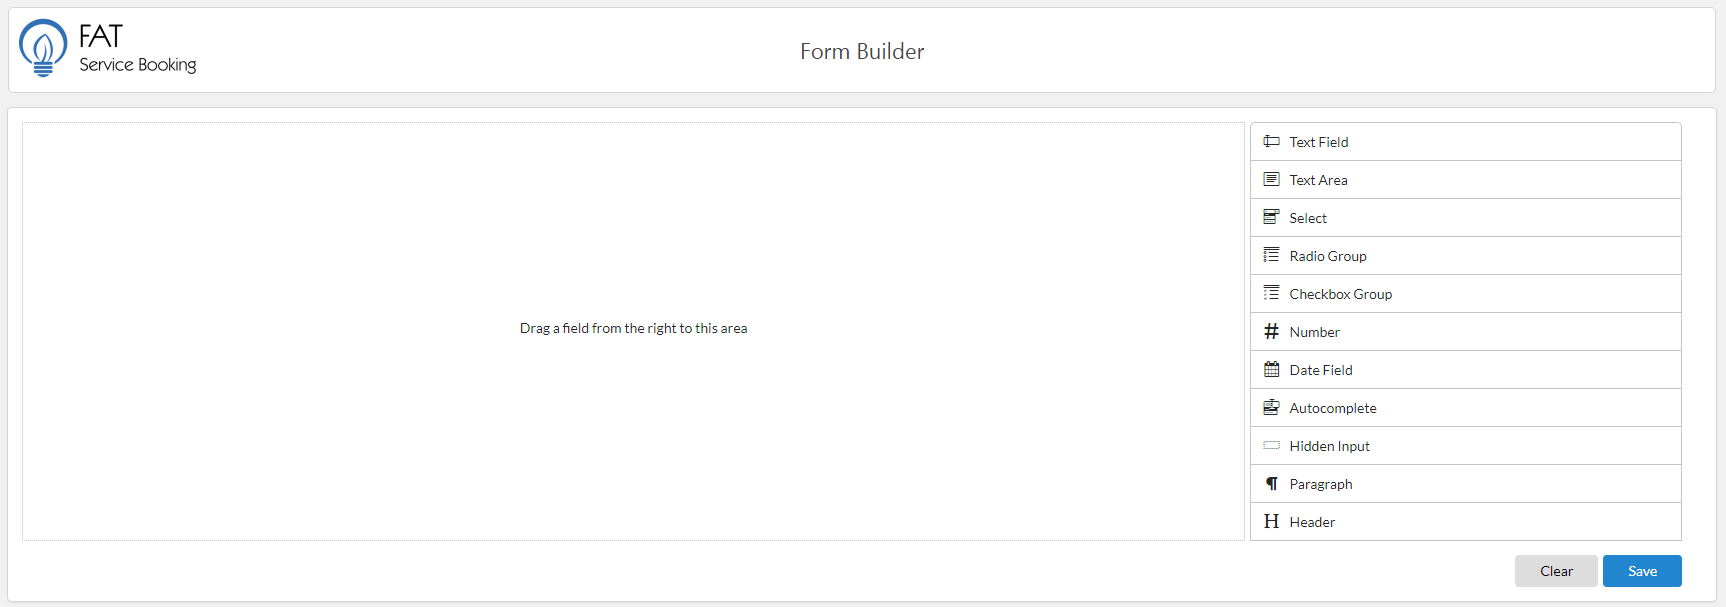 FAT
Service Booking
Form Builder
Drag a field from the right to this area
Text Field
Text Area
Select
Radio Group
Checkbox Group
Number
Date Field
Autocomplete
Hidden Input
Paragraph
Header
Clear
Save